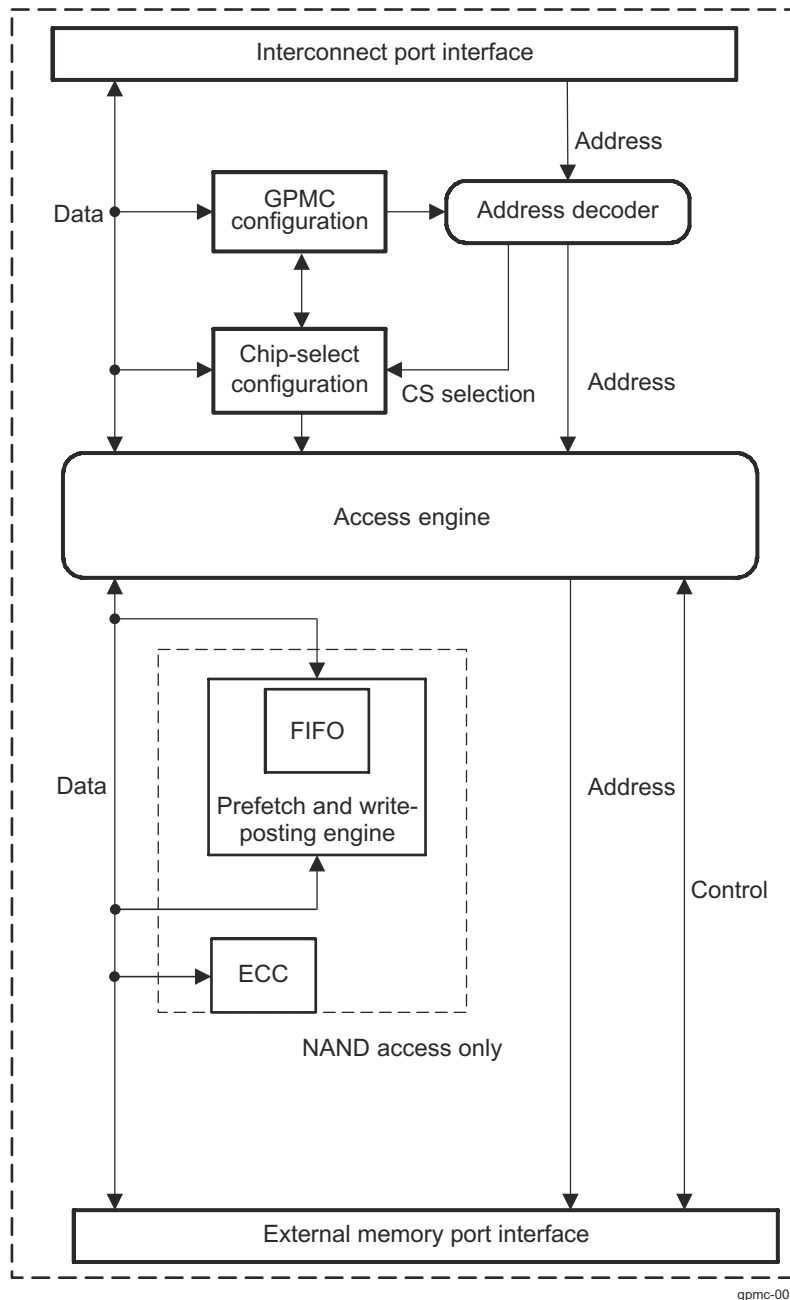 Interconnect port interface
Address
GPMC
configuration
Address decoder
Data
Chip-select
configuration
CS selection
Address
Access engine
FIFO
Data
Prefetch and write-
posting engine
Address
Control
ECC
NAND access only
External memory port interface
gpmc-00